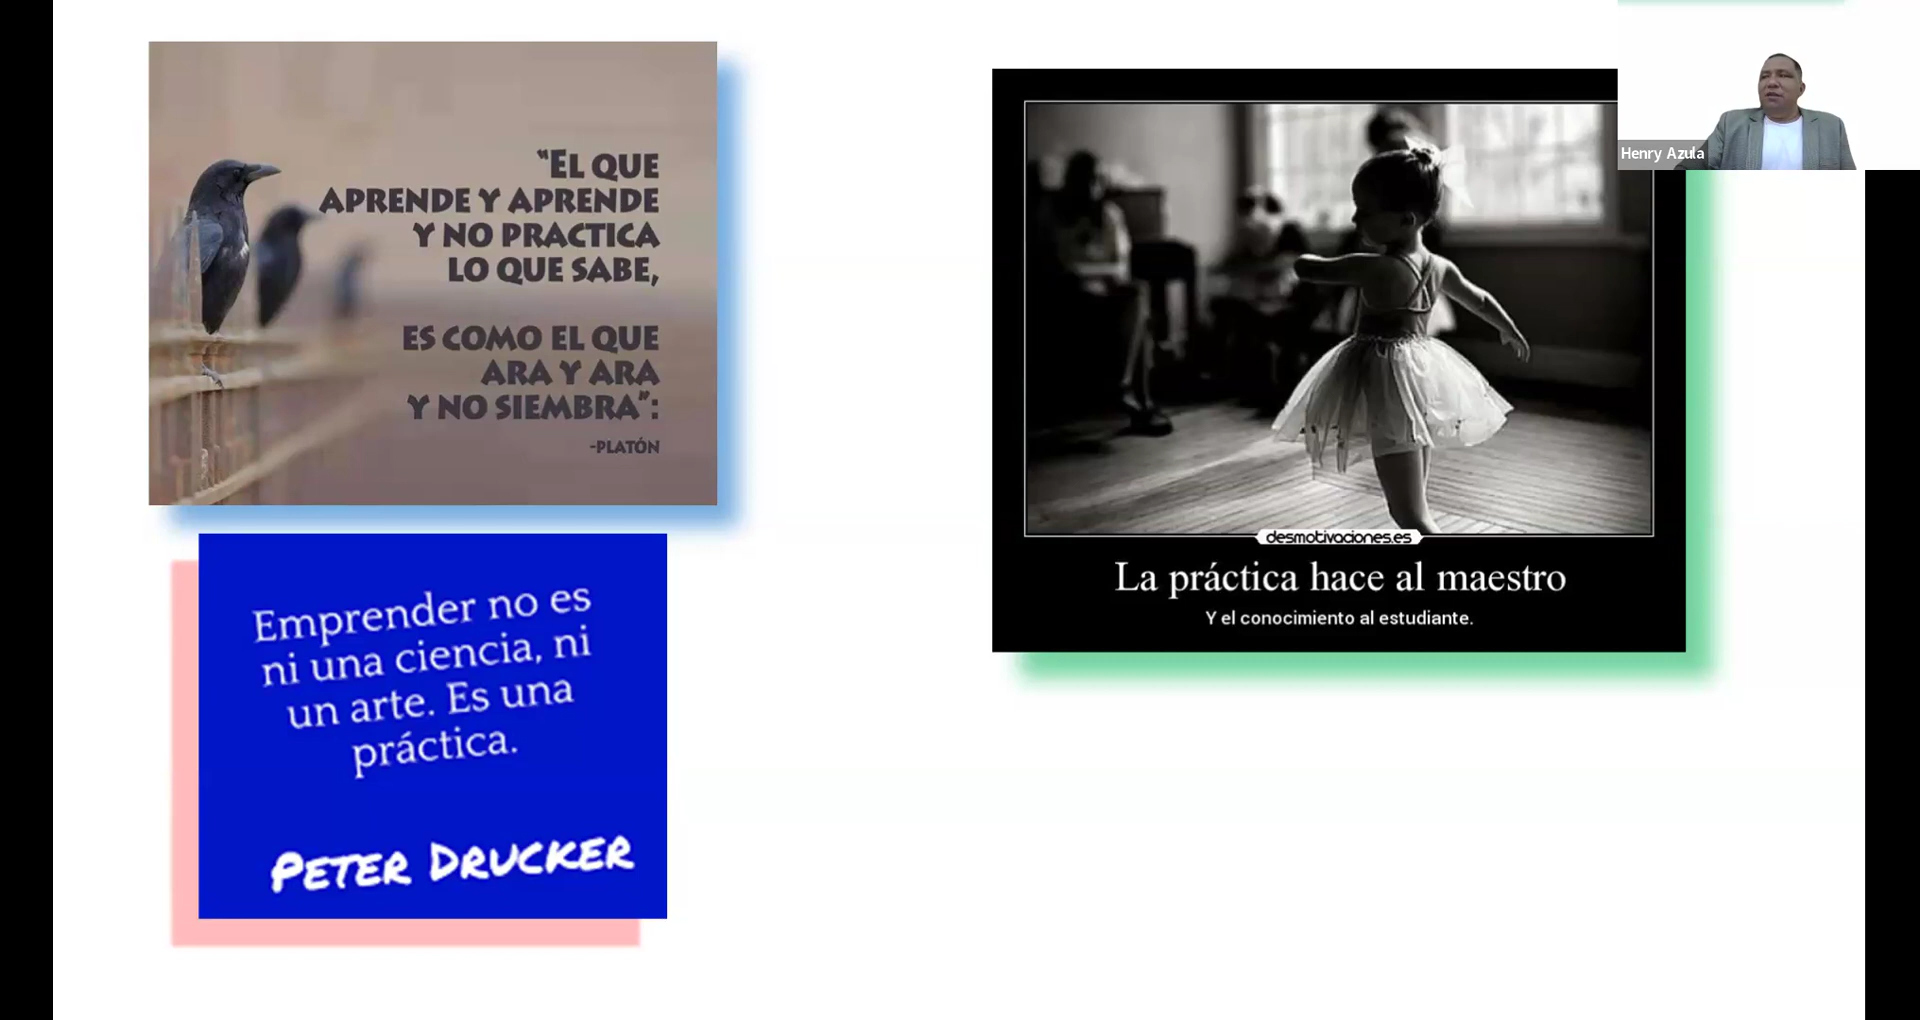 “EL QUE
APRENDE Y APRENDE
Y NO PRACTICA
LO QUE SABE,
ES COMO EL QUE
ARA Y ARA
Y NO SIEMBRA”:
-PLATÓN
Emprender no es
ni una ciencia, ni
un arte. Es una
práctica.
PETER DRUCKER
desmotivaciones.es
La práctica hace al maestro
Y el conocimiento al estudiante.
Henry Azula